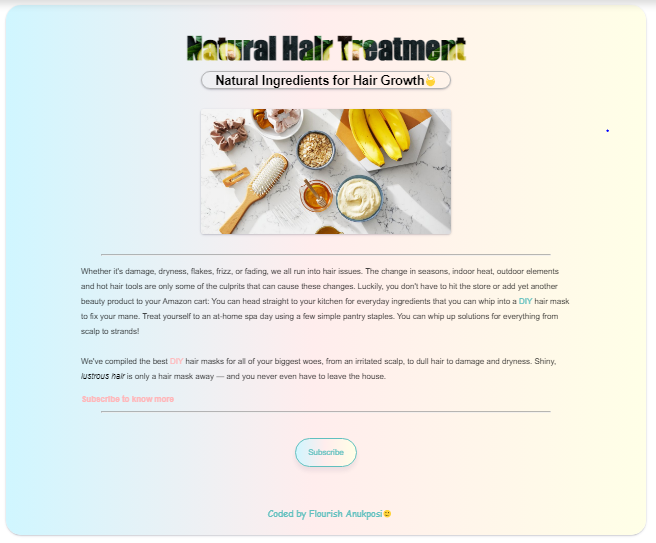 Natural Hair Treatment
Natural Ingredients for Hair Growth
Whether it's damage, dryness, flakes, frizz, or fading, we all run into hair issues. The change in seasons, indoor heat, outdoor elements
and hot hair tools are only some of the culprits that can cause these changes. Luckily, you don't have to hit the store or add yet another
beauty product to your Amazon cart: You can head straight to your kitchen for everyday ingredients that you can whip into a DIY hair mask
to fix your mane. Treat yourself to an at-home spa day using a few simple pantry staples. You can whip up solutions for everything from
scalp to strands!
We've compiled the best DIY hair masks for all of your biggest woes, from an irritated scalp, to dull hair to damage and dryness. Shiny,
lustrous hair is only a hair mask away — and you never even have to leave the house.
Subscribe to know more
Subscribe
Coded by Flourish Anukposi